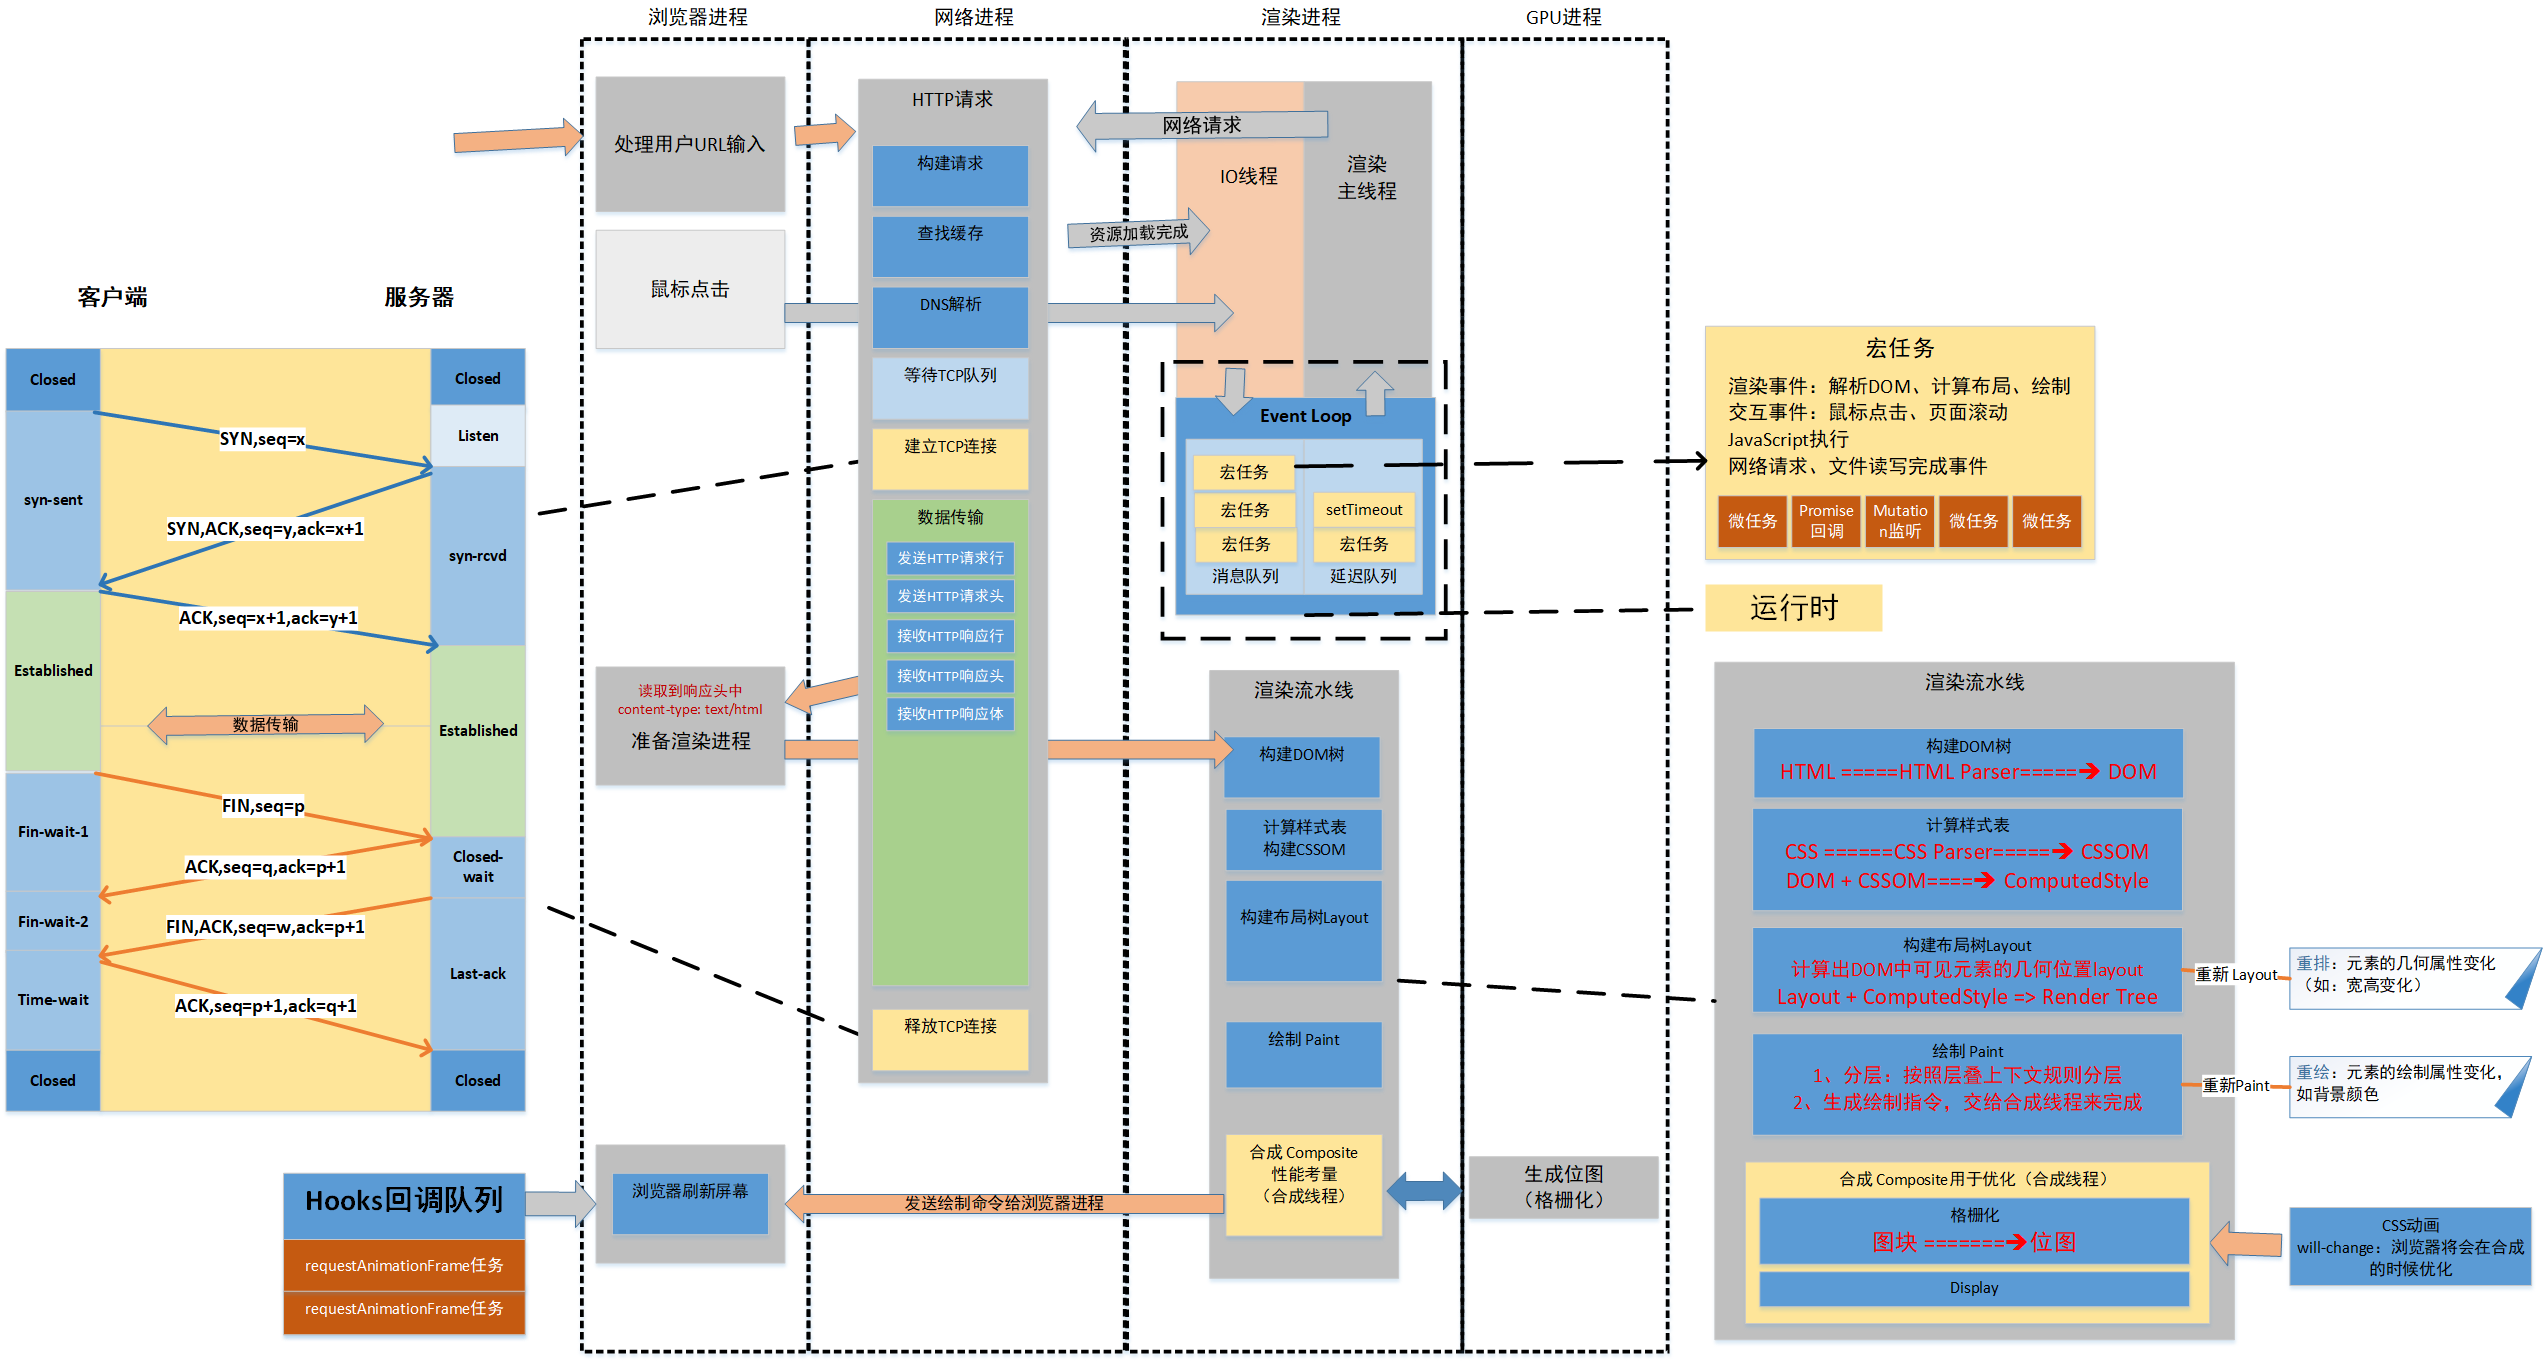 浏览器进程
网络进程
渲染进程
GPU进程
处理用户URL输入
鼠标点击
HTTP请求
构建请求
查找缓存
DNS解析
等待TCP队列
建立TCP连接
数据传输
发送HTTP请求行
发送HTTP请求头
接收HTTP响应行
接收HTTP响应头
接收HTTP响应体
释放TCP连接
网络请求
IO线程
渲染
主线程
资源加载完成
Event Loop
宏任务
宏任务
宏任务
消息队列
setTimeout
宏任务
延迟队列
宏任务
渲染事件：解析DOM、计算布局、绘制
交互事件：鼠标点击、页面滚动
JavaScript执行
网络请求、文件读写完成事件
微任务
Promise
回调
Mutatio
n监听
微任务
微任务
运行时
客户端
服务器
Closed
syn-sent
Established
Fin-wait-1
Fin-wait-2
Time-wait
Closed
Closed
Listen
syn-rcvd
Established
Closed-
wait
Last-ack
Closed
SYN,seq=x
SYN,ACK,seq=y,ack=x+1
ACK,seq=x+1,ack=y+1
数据传输
FIN,seq=p
ACK,seq=q,ack=p+1
FIN,ACK,seq=w,ack=p+1
ACK,seq=p+1,ack=q+1
读取到响应头中
content-type: text/html
准备渲染进程
渲染流水线
构建DOM树
计算样式表
构建CSSOM
构建布局树Layout
绘制 Paint
合成 Composite
性能考量
（合成线程）
生成位图
（格栅化）
发送绘制命令给浏览器进程
浏览器刷新屏幕
Hooks回调队列
requestAnimationFrame任务
requestAnimationFrame任务
渲染流水线
构建DOM树
HTML =====HTML Parser=====➔ DOM
计算样式表
CSS ======CSS Parser=====➔ CSSOM
DOM + CSSOM====➔ ComputedStyle
构建布局树Layout
计算出DOM中可见元素的几何位置layout
Layout + ComputedStyle => Render Tree
重新 Layout
重排：元素的几何属性变化
（如：宽高变化）
绘制 Paint
1、分层：按照层叠上下文规则分层
2、生成绘制指令，交给合成线程来完成
重新Paint
重绘：元素的绘制属性变化，
如背景颜色
合成 Composite用于优化（合成线程）
格栅化
图块 =======➔位图
Display
CSS动画
will-change：浏览器将会在合成
的时候优化